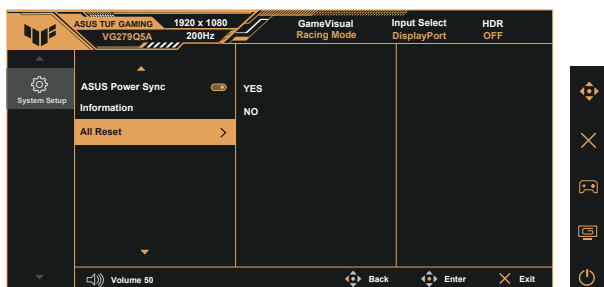 ASUS TUF GAMING 1920 x 1080 GameVisual Input Select HDR
VG279Q5A 200Hz Racing Mode DisplayPort OFF
System Setup
ASUS Power Sync
Information
All Reset
YES
NO
Volume 50 Back Enter Exit